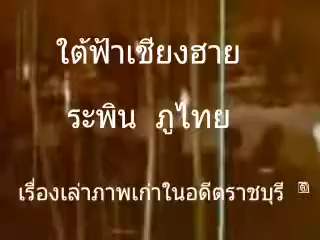 ใต้ฟ้าเชียงฮาย
ระพิน ภูไทย
เรื่องเล่าภาพเก่าในอดีตราชบุรี